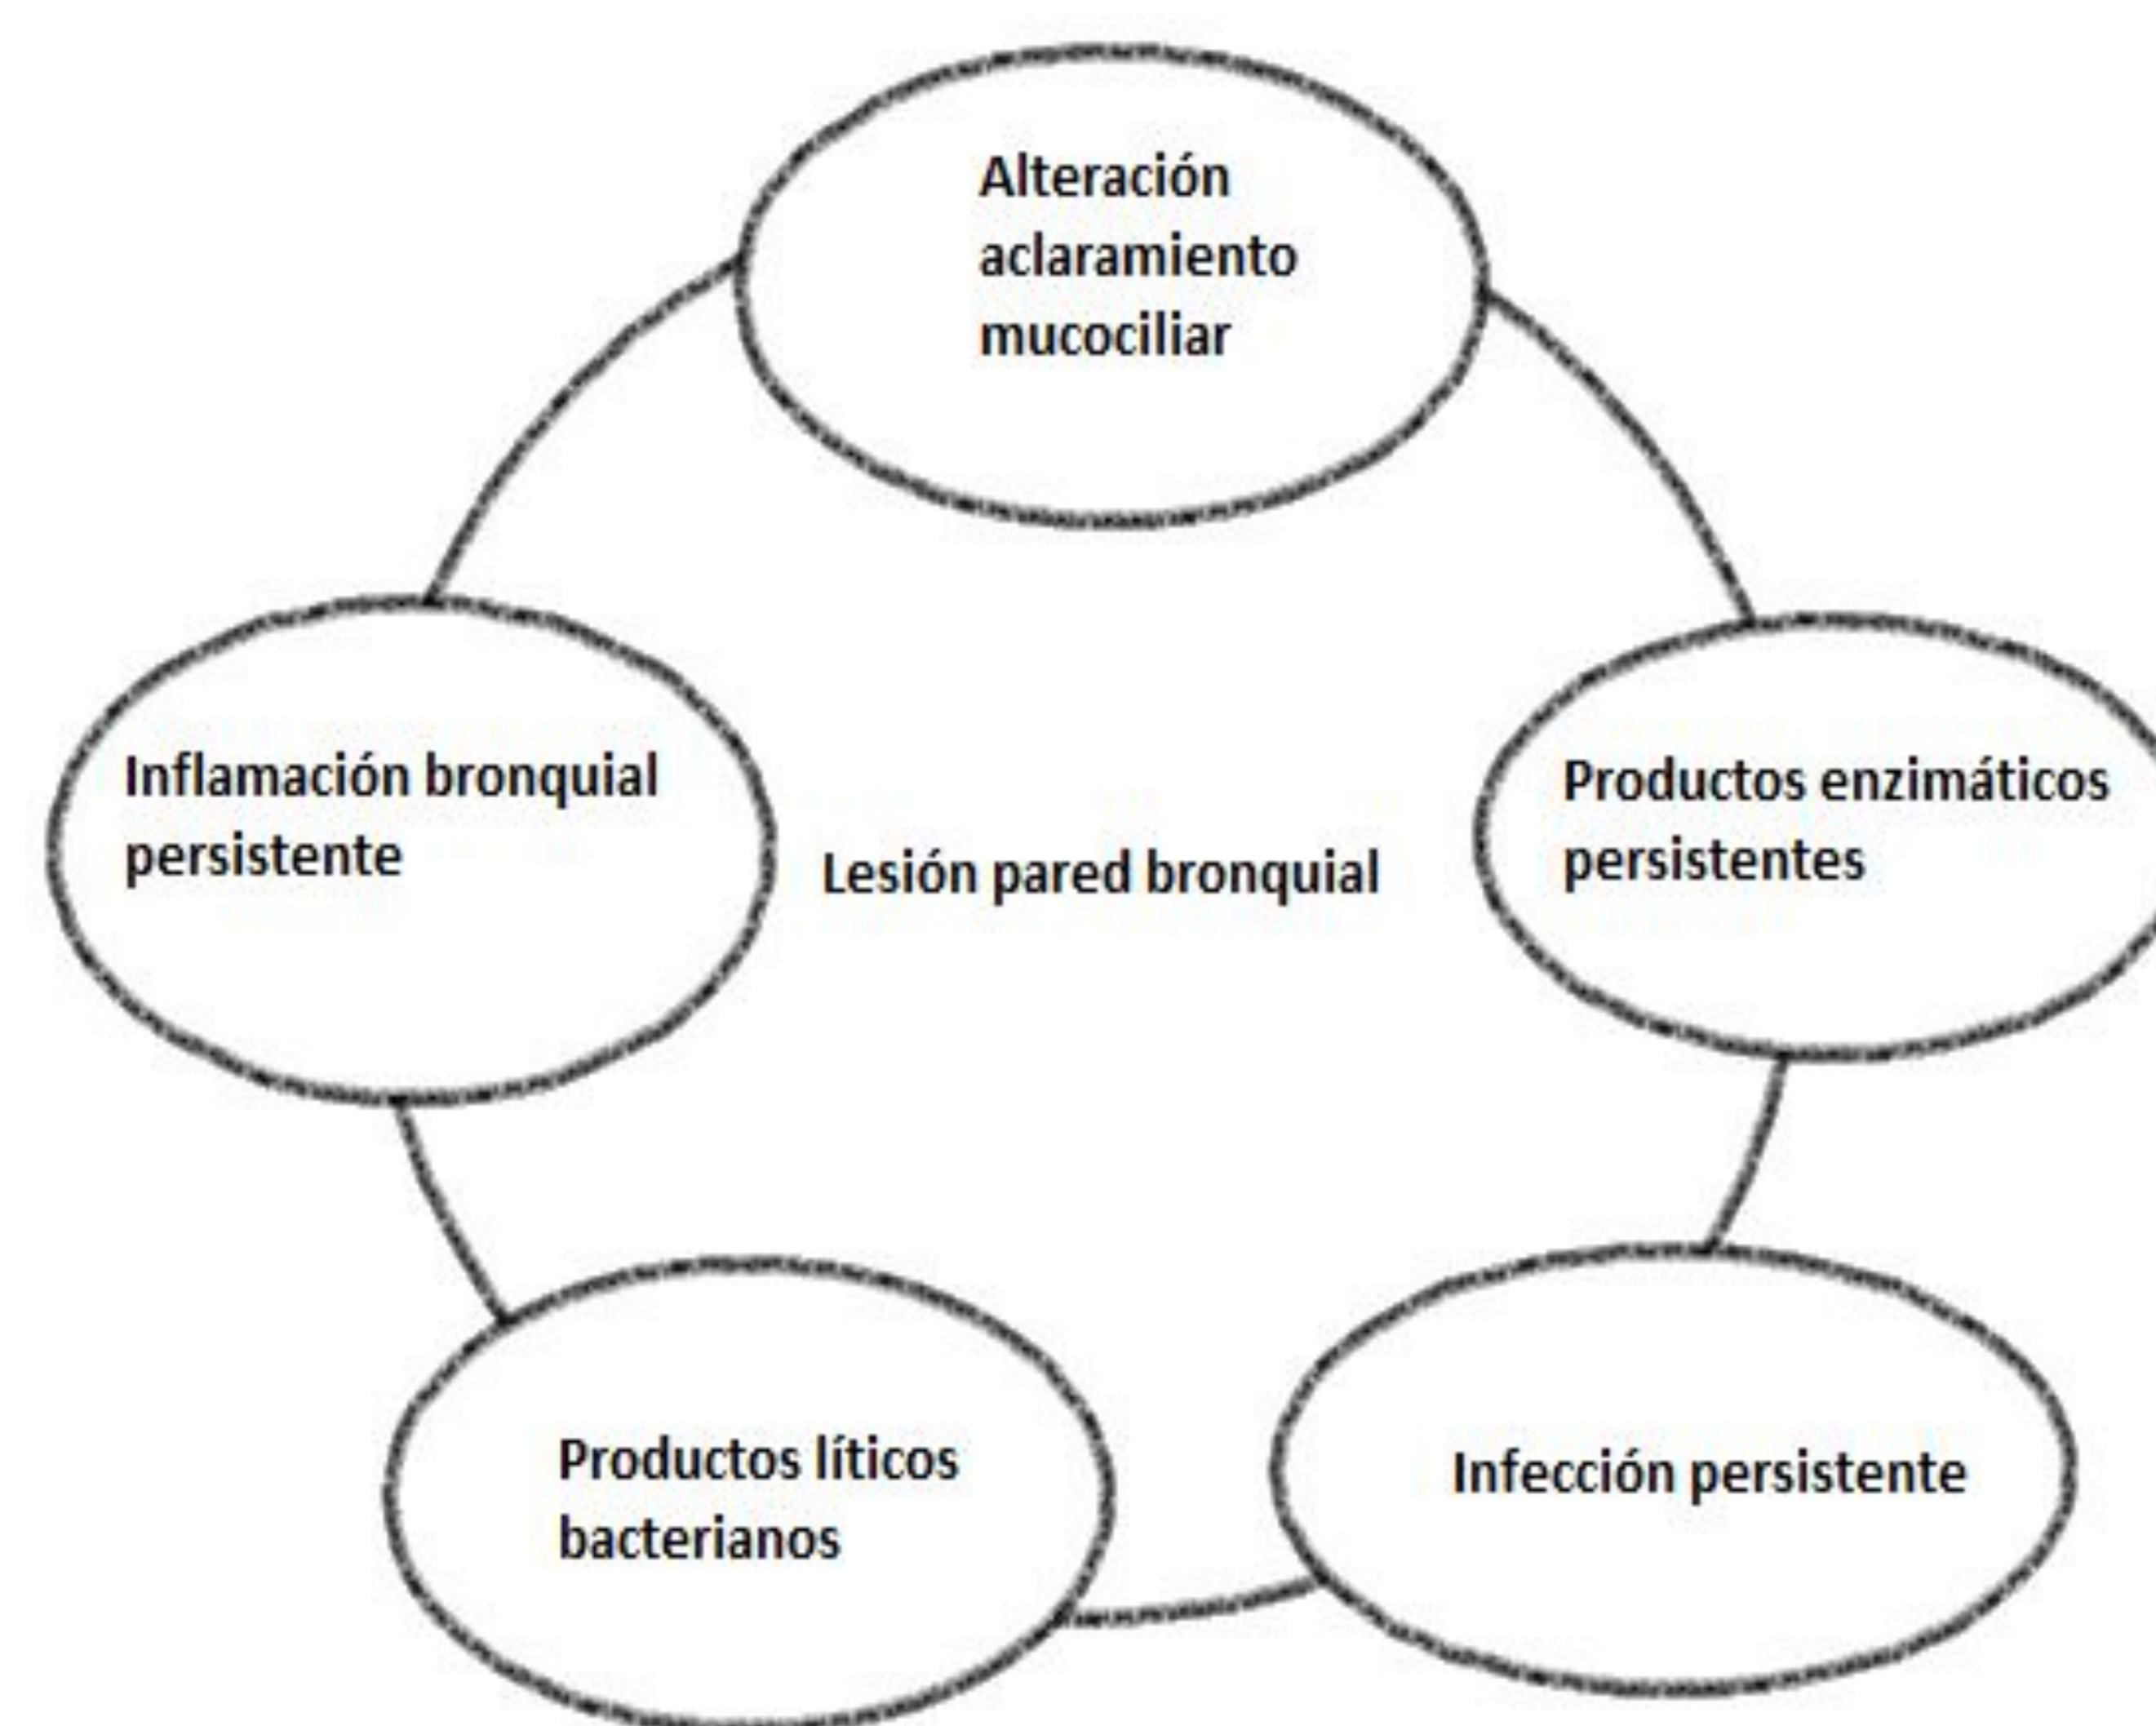 Alteración
aclaramiento
mucociliar
Inflamación bronquial
persistente
Lesión pared bronquial
Productos enzimáticos
persistentes
Productos líticos
bacterianos
Infección persistente